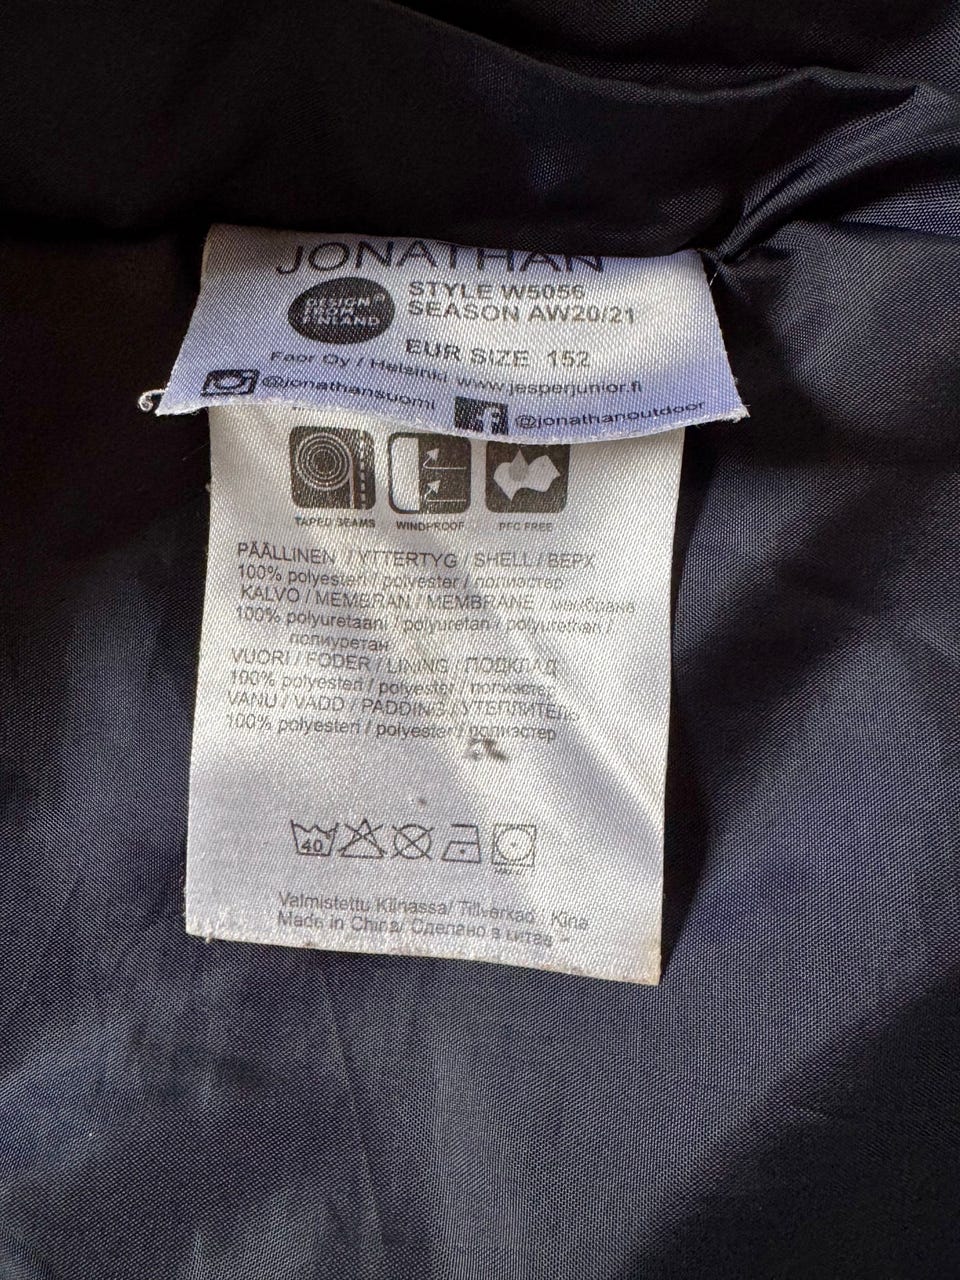 JONATHAN
DESIGN
FROM
FINLAND
STYLE W5056
SEASON AW20/21
EUR SIZE 152
Faor Oy / Helsinki www.jesperjunior.fi
@jonathansuomi
@jonathanoutdoor
TAPED SEAMS
WINDPROOF
PFC FREE
PÄÄLLINEN / YTTERTYG / SHELL / ВЕРХ
100% polyesteri / polyester / полиэстер
KALVO / MEMBRAN / MEMBRANE / мембрана
100% polyuretaani / polyuretan / polyurethan /
полиуретан
VUORI / FODER / LINING / ПОДКЛАД
100% polyesteri / polyester / полиэстер
VANU / VADD / PADDING / УТЕПЛИТЕЛЬ
100% polyesteri / polyester / полиэстер
40
Valmistettu Kiinassa/ Tillverkad Kina
Made in China/ Сделано в